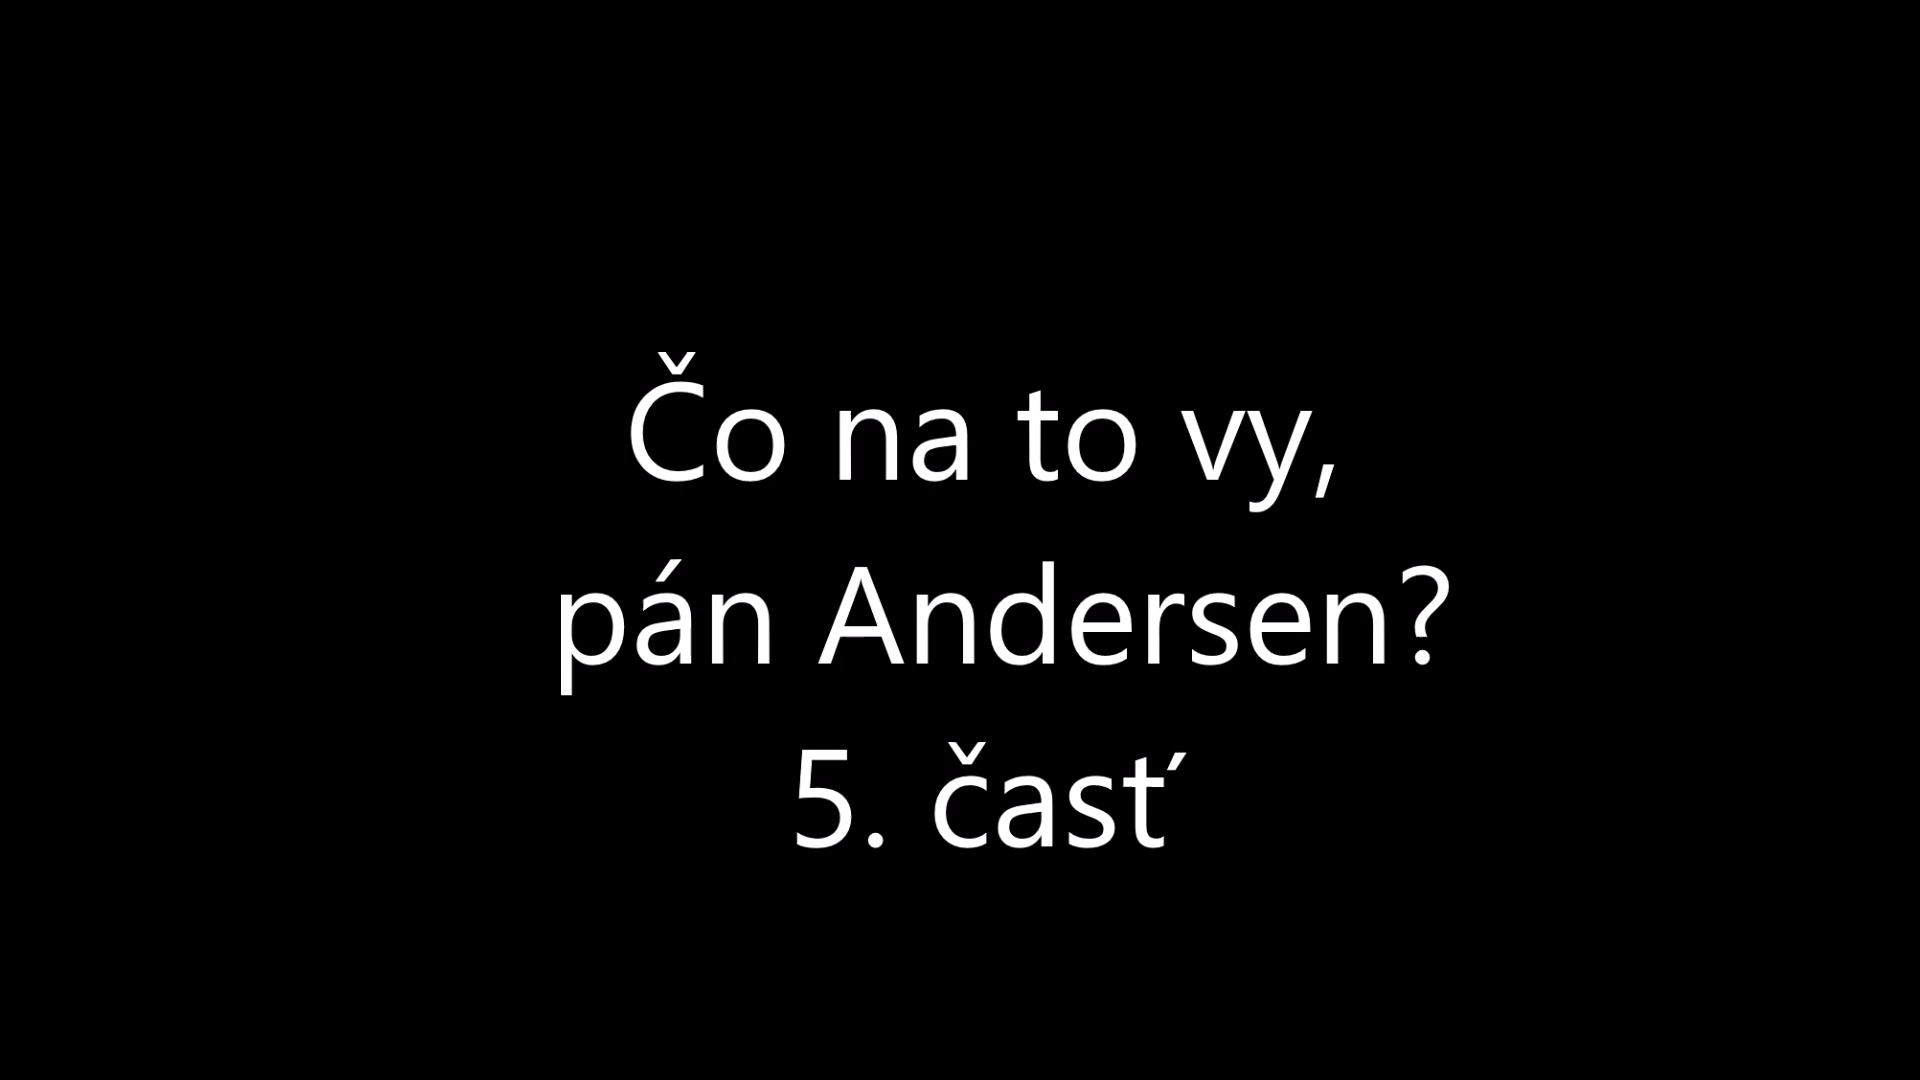 Čo na to vy,
pán Andersen?
5. časť